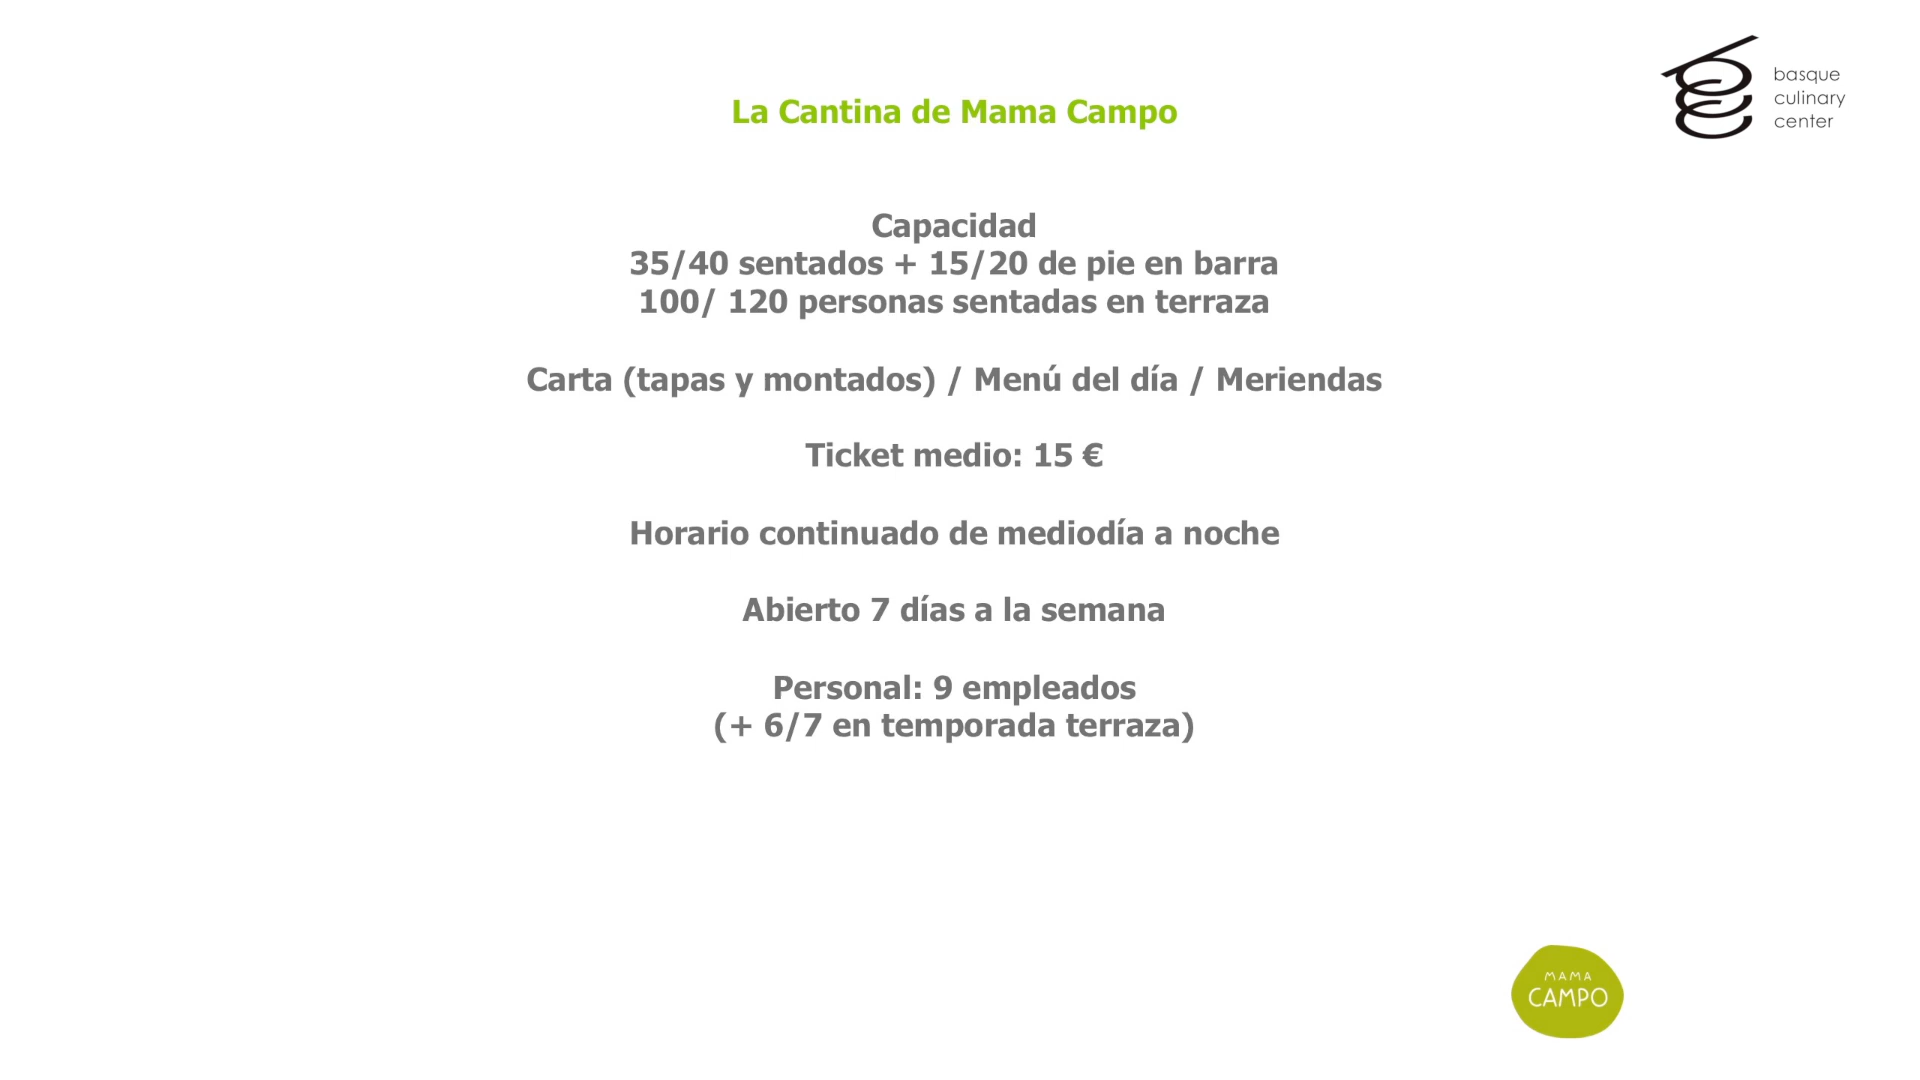 basque
culinary
center
La Cantina de Mama Campo
Capacidad
35/40 sentados + 15/20 de pie en barra
100/ 120 personas sentadas en terraza
Carta (tapas y montados) / Menú del día / Meriendas
Ticket medio: 15 €
Horario continuado de mediodía a noche
Abierto 7 días a la semana
Personal: 9 empleados
(+ 6/7 en temporada terraza)
MAMA
CAMPO